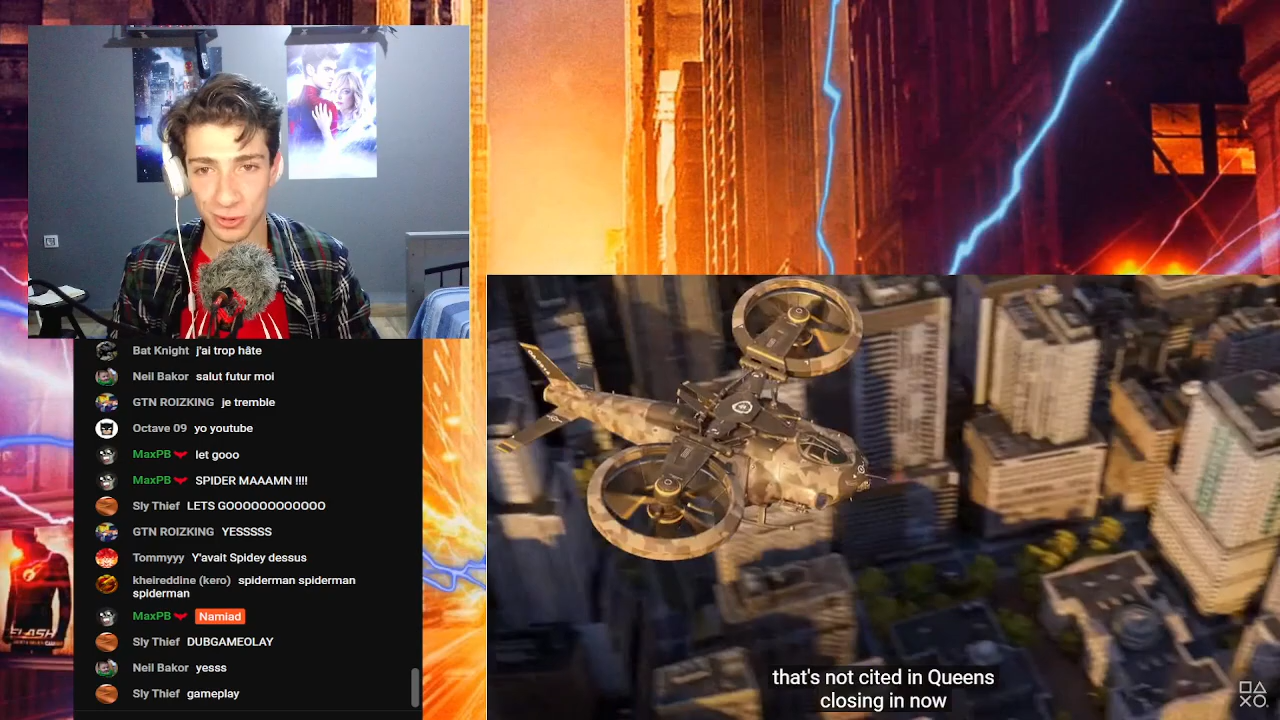 Bat Knight j'ai trop hâte
Neil Bakor salut futur moi
GTN ROIZKING je tremble
Octave 09 yo youtube
MaxPB let gooo
MaxPB SPIDER MAAAMN !!!!
Sly Thief LETS GOOOOOOOOOOO
GTN ROIZKING YESSSSS
Tommyyy Y'avait Spidey dessus
kheireddine (kero) spiderman spiderman
spiderman
MaxPB Namiad
Sly Thief DUBGAMEOLAY
Neil Bakor yesss
Sly Thief gameplay
FLASH
that's not cited in Queens
closing in now